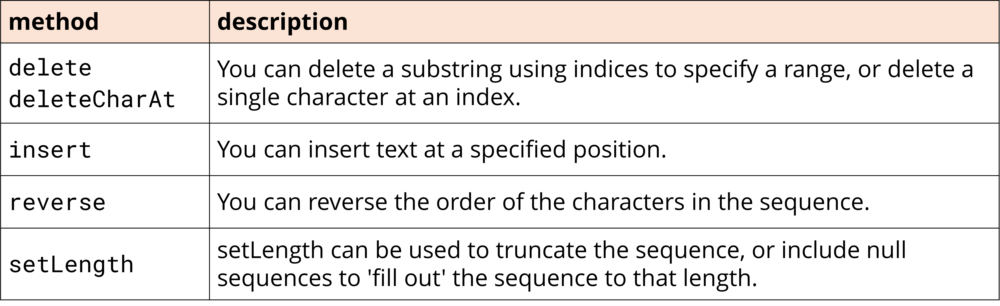 method description
delete
deleteCharAt
You can delete a substring using indices to specify a range, or delete a
single character at an index.
insert You can insert text at a specified position.
reverse You can reverse the order of the characters in the sequence.
setLength
setLength can be used to truncate the sequence, or include null
sequences to 'fill out' the sequence to that length.